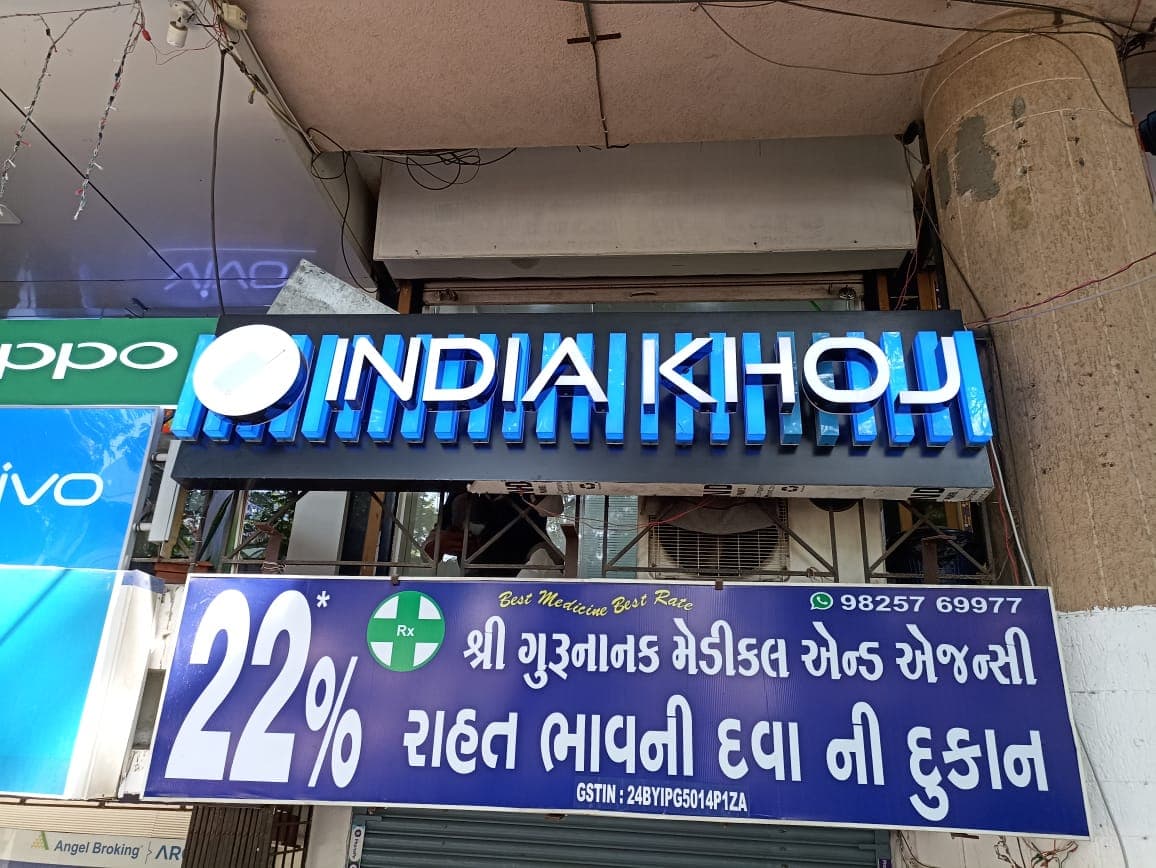 oppo
INDIA KHOJ
vivo
Best Medicine Best Rate
98257 69977
22%*
Rx
શ્રી ગુરૂનાનક મેડીકલ એન્ડ એજન્સી
રાહત ભાવની દવા ની દુકાન
GSTIN : 24BYIPG5014P1ZA
Angel Broking